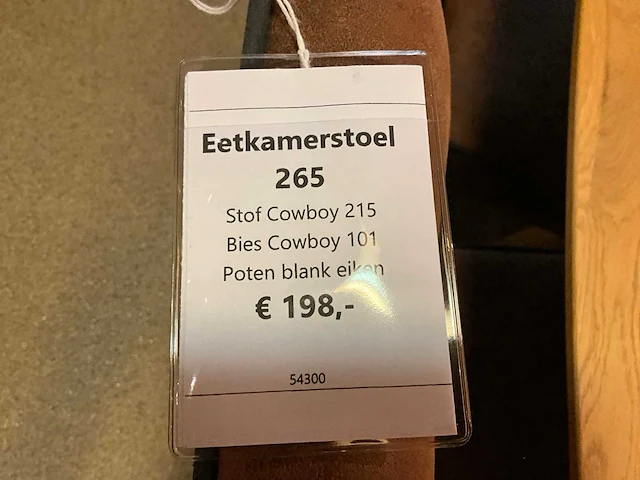 Eetkamerstoel
265
Stof Cowboy 215
Bies Cowboy 101
Poten blank eiken
€ 198,-
54300